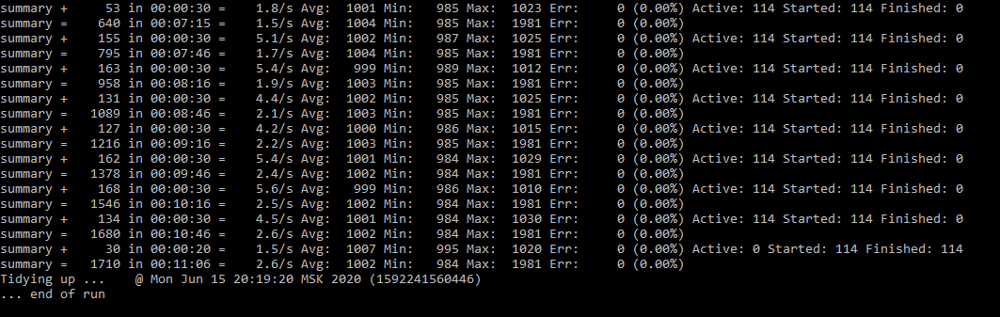 summary +     53 in 00:00:30 =    1.8/s Avg:  1001 Min:   985 Max:  1023 Err:     0 (0.00%) Active: 114 Started: 114 Finished: 0
summary =    640 in 00:07:15 =    1.5/s Avg:  1004 Min:   985 Max:  1981 Err:     0 (0.00%)
summary +    155 in 00:00:30 =    5.1/s Avg:  1002 Min:   987 Max:  1025 Err:     0 (0.00%) Active: 114 Started: 114 Finished: 0
summary =    795 in 00:07:46 =    1.7/s Avg:  1004 Min:   985 Max:  1981 Err:     0 (0.00%)
summary +    163 in 00:00:30 =    5.4/s Avg:   999 Min:   989 Max:  1012 Err:     0 (0.00%) Active: 114 Started: 114 Finished: 0
summary =    958 in 00:08:16 =    1.9/s Avg:  1003 Min:   985 Max:  1981 Err:     0 (0.00%)
summary +    131 in 00:00:30 =    4.4/s Avg:  1002 Min:   985 Max:  1025 Err:     0 (0.00%) Active: 114 Started: 114 Finished: 0
summary =   1089 in 00:08:46 =    2.1/s Avg:  1003 Min:   985 Max:  1981 Err:     0 (0.00%)
summary +    127 in 00:00:30 =    4.2/s Avg:  1000 Min:   986 Max:  1015 Err:     0 (0.00%) Active: 114 Started: 114 Finished: 0
summary =   1216 in 00:09:16 =    2.2/s Avg:  1003 Min:   985 Max:  1981 Err:     0 (0.00%)
summary +    162 in 00:00:30 =    5.4/s Avg:  1001 Min:   984 Max:  1029 Err:     0 (0.00%) Active: 114 Started: 114 Finished: 0
summary =   1378 in 00:09:46 =    2.4/s Avg:  1002 Min:   984 Max:  1981 Err:     0 (0.00%)
summary +    168 in 00:00:30 =    5.6/s Avg:   999 Min:   986 Max:  1010 Err:     0 (0.00%) Active: 114 Started: 114 Finished: 0
summary =   1546 in 00:10:16 =    2.5/s Avg:  1002 Min:   984 Max:  1981 Err:     0 (0.00%)
summary +    134 in 00:00:30 =    4.5/s Avg:  1001 Min:   984 Max:  1030 Err:     0 (0.00%) Active: 114 Started: 114 Finished: 0
summary =   1680 in 00:10:46 =    2.6/s Avg:  1002 Min:   984 Max:  1981 Err:     0 (0.00%)
summary +     30 in 00:00:20 =    1.5/s Avg:  1007 Min:   995 Max:  1020 Err:     0 (0.00%) Active: 0 Started: 114 Finished: 114
summary =   1710 in 00:11:06 =    2.6/s Avg:  1002 Min:   984 Max:  1981 Err:     0 (0.00%)
Tidying up ...    @ Mon Jun 15 20:19:20 MSK 2020 (1592241560446)
... end of run